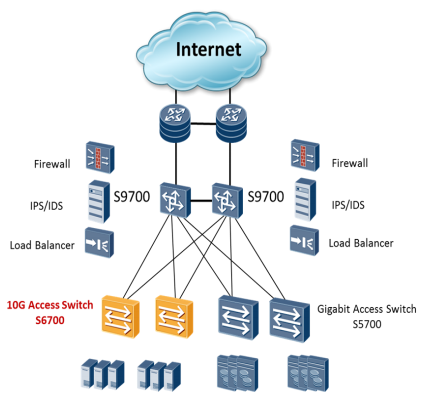 Internet
Firewall
Firewall
S9700
S9700
IPS/IDS
IPS/IDS
Load Balancer
Load Balancer
10G Access Switch
S6700
Gigabit Access Switch
S5700